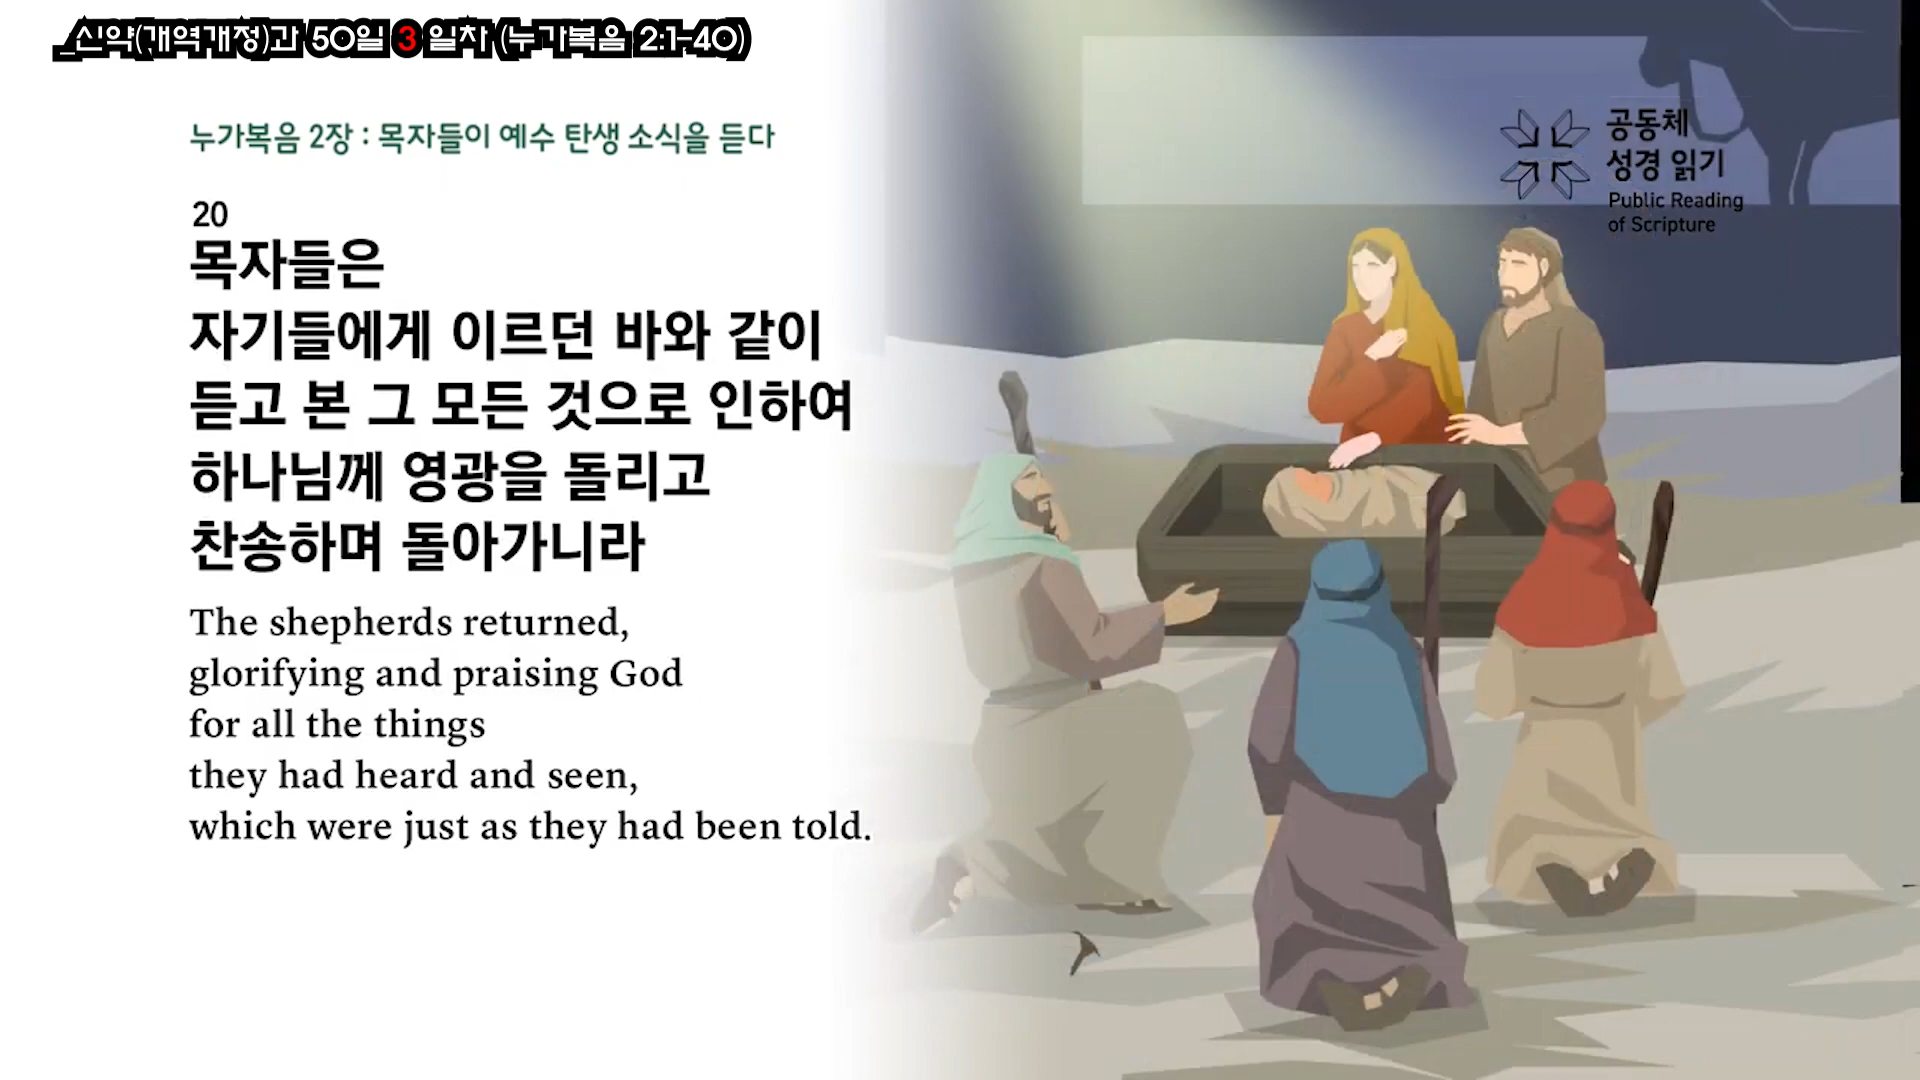 _신약(개역개정)과 50일 3 일차 (누가복음 2:1-40)
누가복음 2장 : 목자들이 예수 탄생 소식을 듣다
20
목자들은
자기들에게 이르던 바와 같이
듣고 본 그 모든 것으로 인하여
하나님께 영광을 돌리고
찬송하며 돌아가니라
The shepherds returned,
glorifying and praising God
for all the things
they had heard and seen,
which were just as they had been told.
공동체
성경 읽기
Public Reading
of Scripture